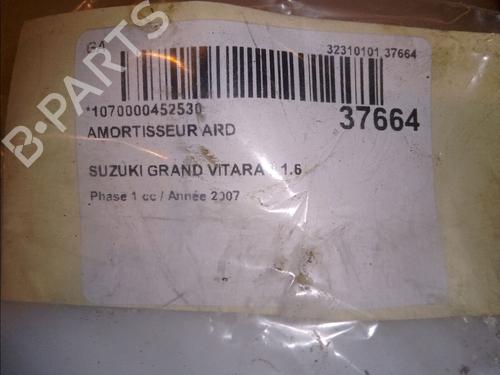 GA
32310101 37664
*1070000452530
37664
AMORTISSEUR ARD
SUZUKI GRAND VITARA 1.6
Phase 1 cc / Année 2007
B-PARTS